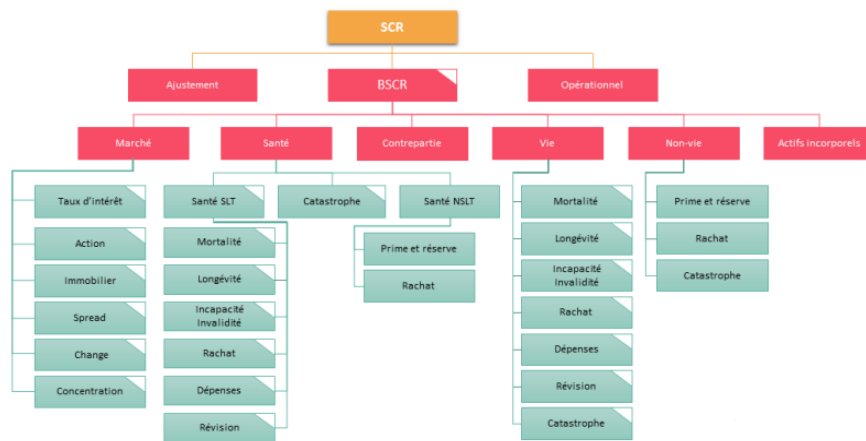 SCR
Ajustement
BSCR
Opérationnel
Marché
Santé
Contrepartie
Vie
Non-vie
Actifs incorporels
Taux d'intérêt
Action
Immobilier
Spread
Change
Concentration
Santé SLT
Mortalité
Longévité
Incapacité
Invalidité
Rachat
Dépenses
Révision
Catastrophe
Santé NSLT
Prime et réserve
Rachat
Mortalité
Longévité
Incapacité
Invalidité
Rachat
Dépenses
Révision
Catastrophe
Prime et réserve
Rachat
Catastrophe